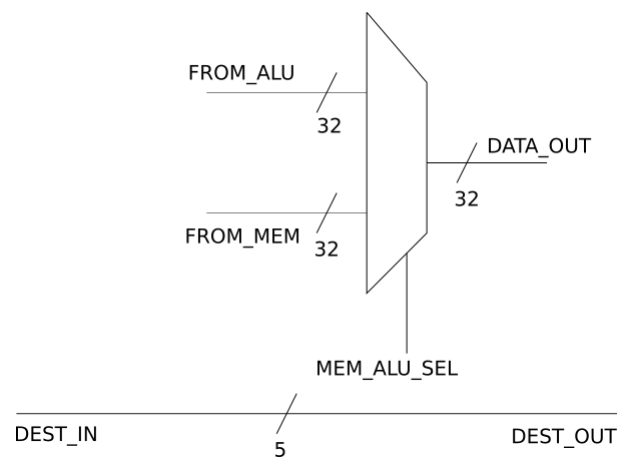 FROM_ALU
32
DATA_OUT
32
FROM_MEM
32
MEM_ALU_SEL
DEST_IN
5
DEST_OUT